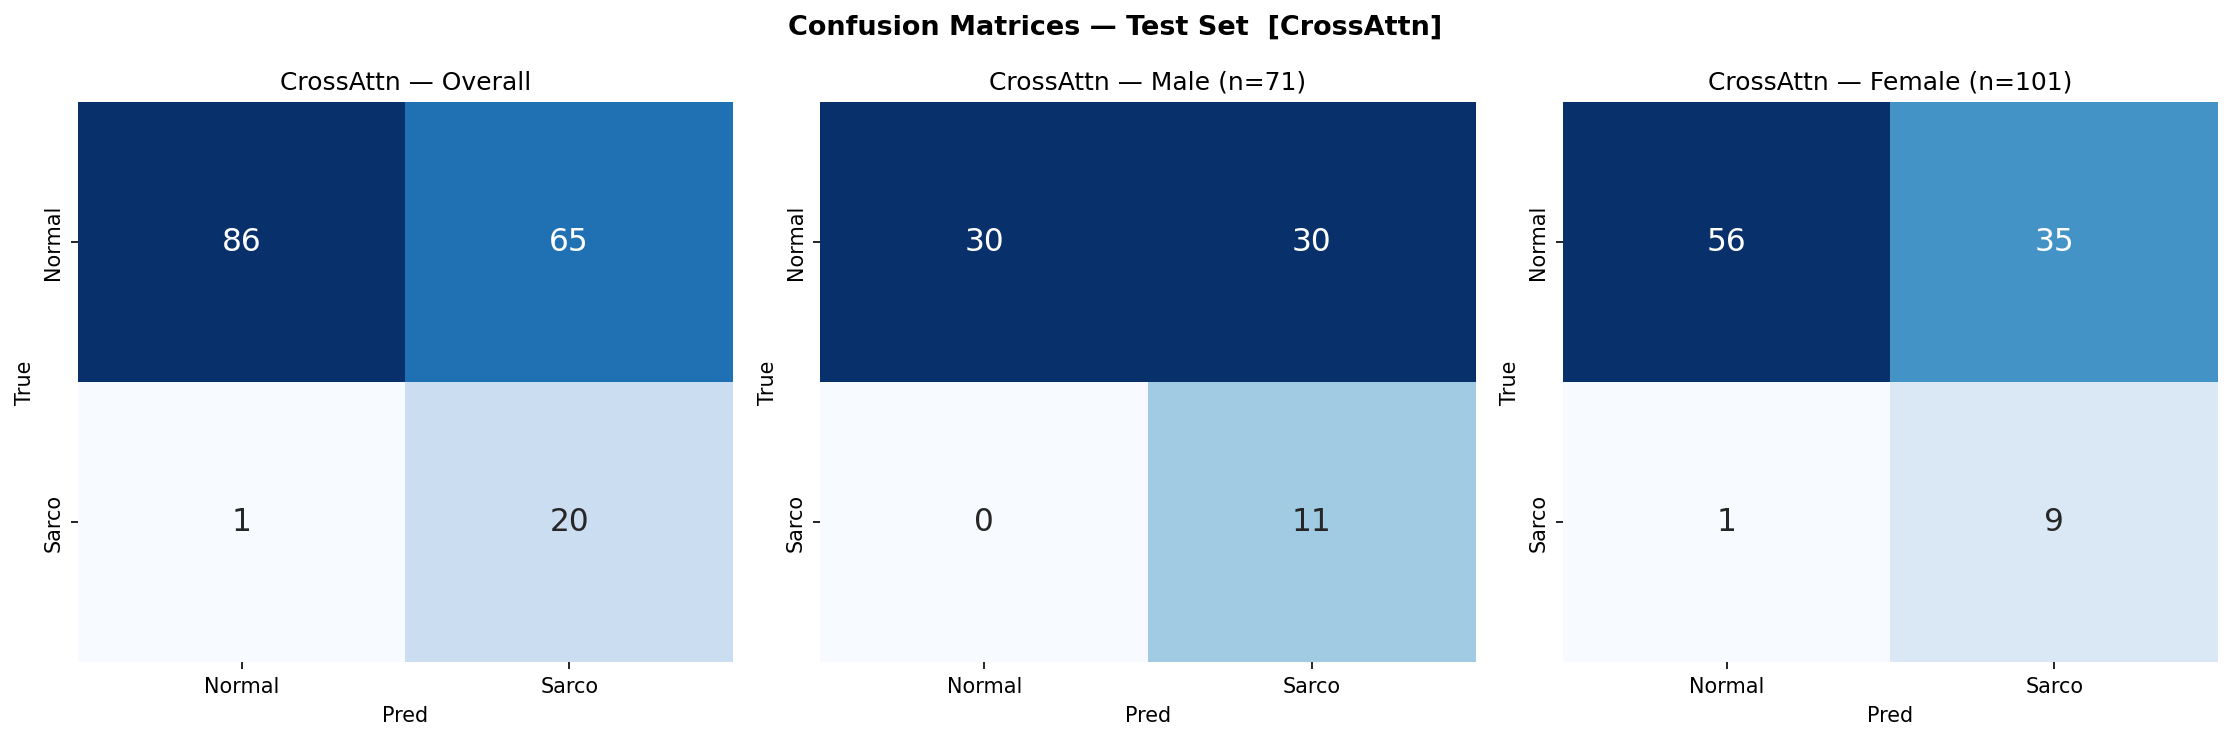 Confusion Matrices — Test Set [CrossAttn]
CrossAttn — Overall
True
Normal
Sarco
86
65
1
20
Normal
Sarco
Pred
CrossAttn — Male (n=71)
True
Normal
Sarco
30
30
0
11
Normal
Sarco
Pred
CrossAttn — Female (n=101)
True
Normal
Sarco
56
35
1
9
Normal
Sarco
Pred